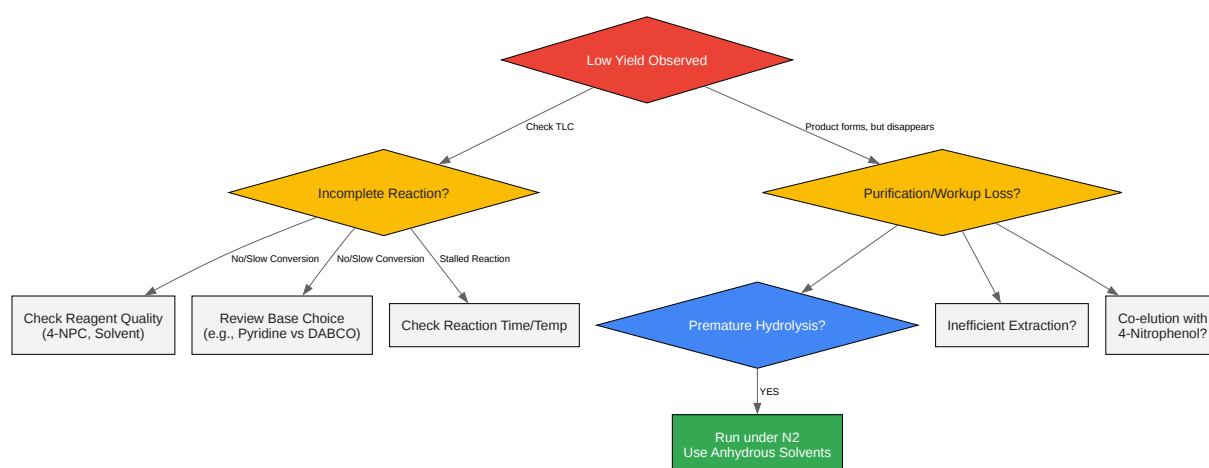 Low Yield Observed
Check TLC
Product forms, but disappears
Incomplete Reaction?
Purification/Workup Loss?
No/Slow Conversion
No/Slow Conversion
Stalled Reaction
Check Reagent Quality
(4-NPC, Solvent)
Review Base Choice
(e.g., Pyridine vs DABCO)
Check Reaction Time/Temp
Premature Hydrolysis?
Inefficient Extraction?
Co-elution with
4-Nitrophenol?
YES
Run under N2
Use Anhydrous Solvents